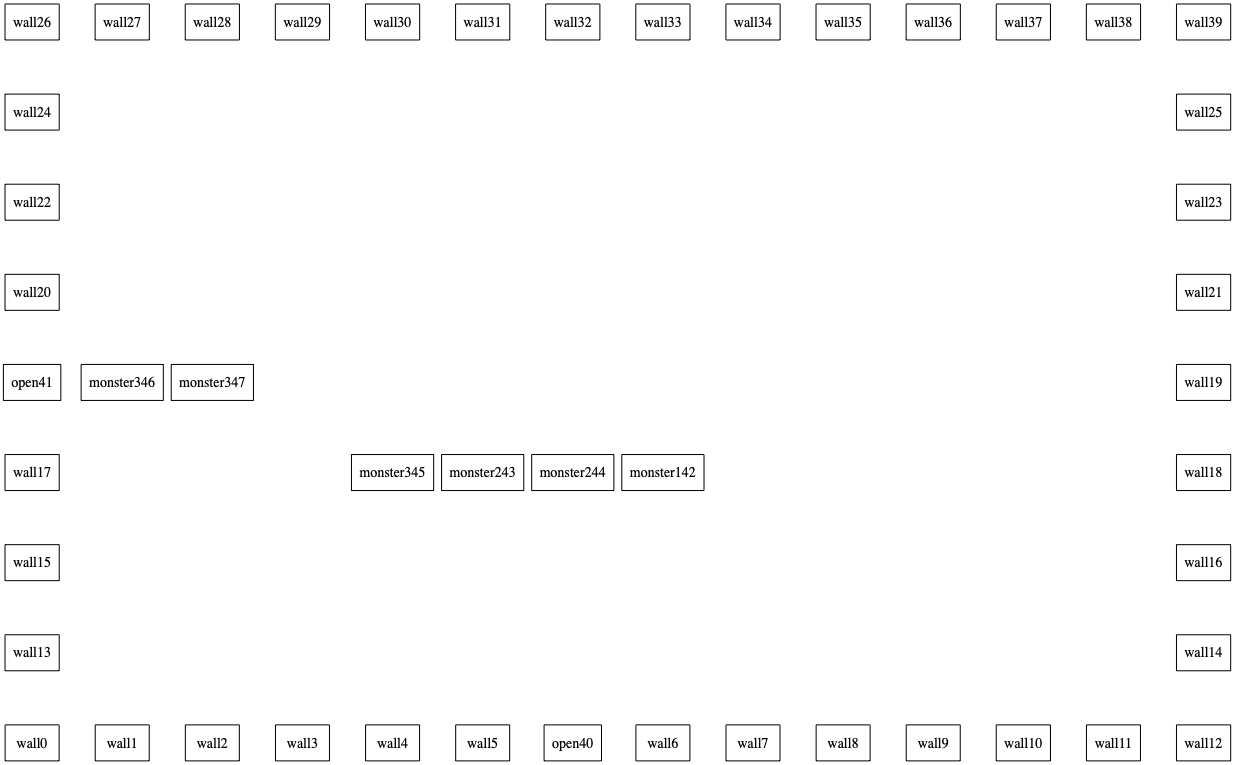 wall26 wall27 wall28 wall29 wall30 wall31 wall32 wall33 wall34 wall35 wall36 wall37 wall38 wall39
wall24 wall25
wall22 wall23
wall20 wall21
open41 monster346 monster347 wall19
wall17 monster345 monster243 monster244 monster142 wall18
wall15 wall16
wall13 wall14
wall0 wall1 wall2 wall3 wall4 wall5 open40 wall6 wall7 wall8 wall9 wall10 wall11 wall12